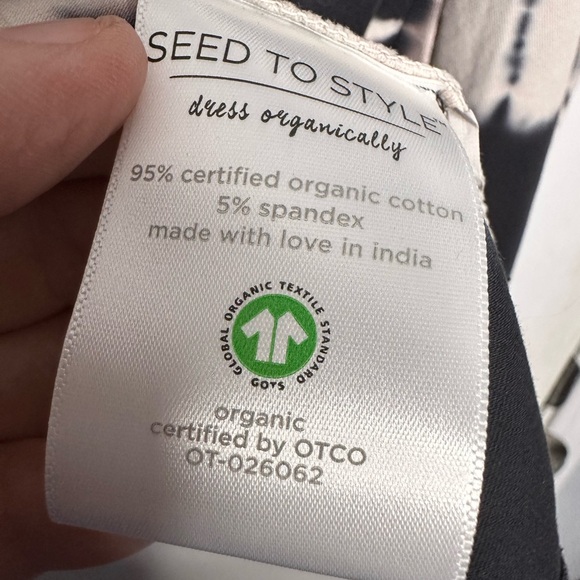 SEED TO STYLE™
dress organically
95% certified organic cotton
5% spandex
made with love in india
GLOBAL ORGANIC TEXTILE STANDARD
GOTS
organic
certified by OTCO
OT-026062